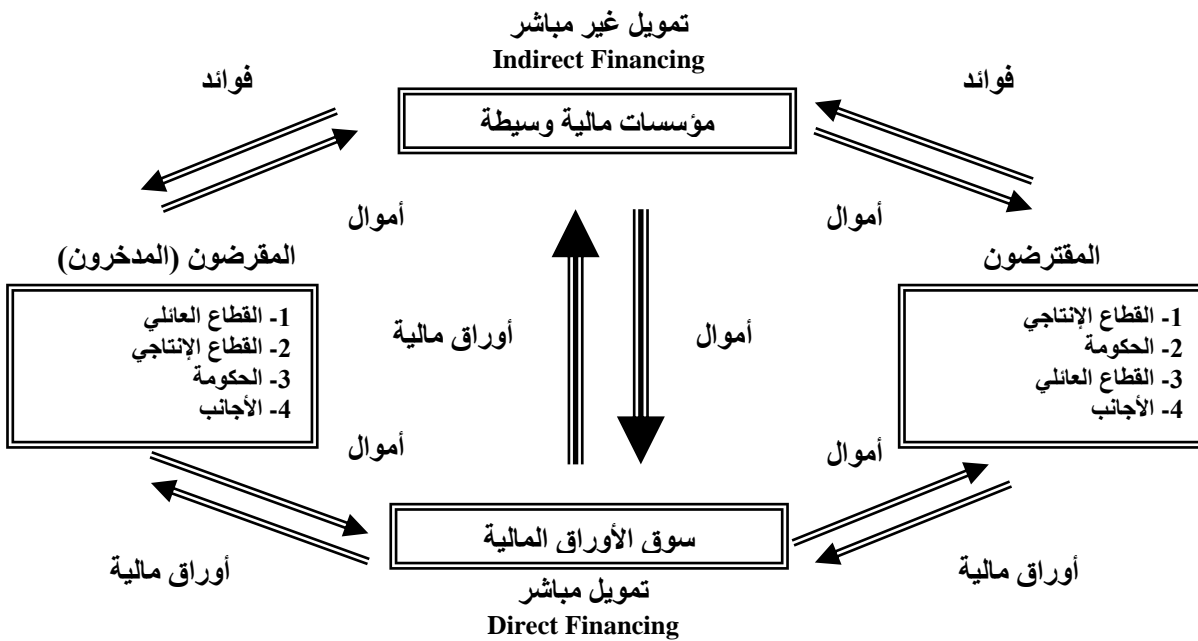 تمويل غير مباشر
Indirect Financing
فوائد
فوائد
مؤسسات مالية وسيطة
أموال
أموال
المقترضون
المقرضون (المدخرون)
1- القطاع الإنتاجي
2- الحكومة
3- القطاع العائلي
4- الأجانب
أموال
أوراق مالية
1- القطاع العائلي
2- القطاع الإنتاجي
3- الحكومة
4- الأجانب
أموال
أموال
سوق الأوراق المالية
أوراق مالية
أوراق مالية
تمويل مباشر
Direct Financing